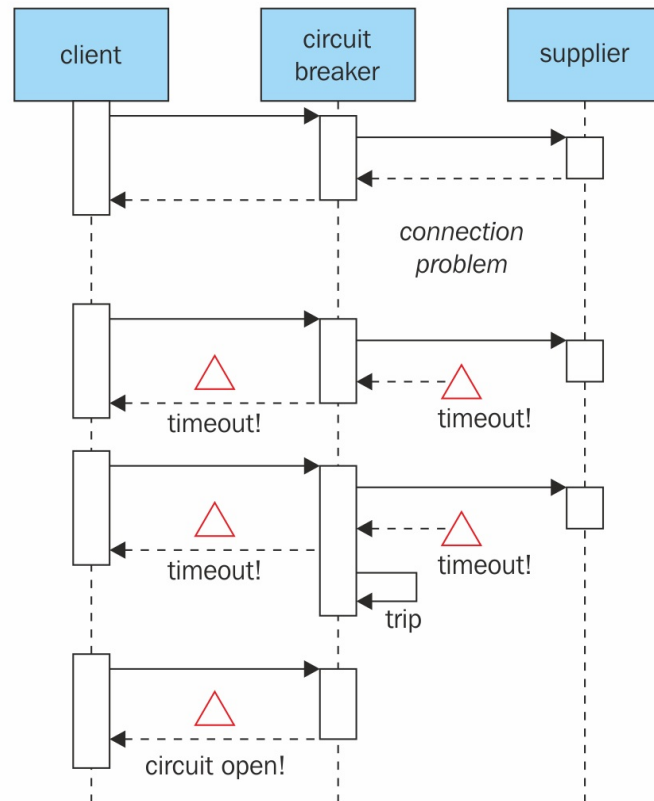 client
circuit
breaker
supplier
connection
problem
timeout!
timeout!
timeout!
timeout!
trip
circuit open!